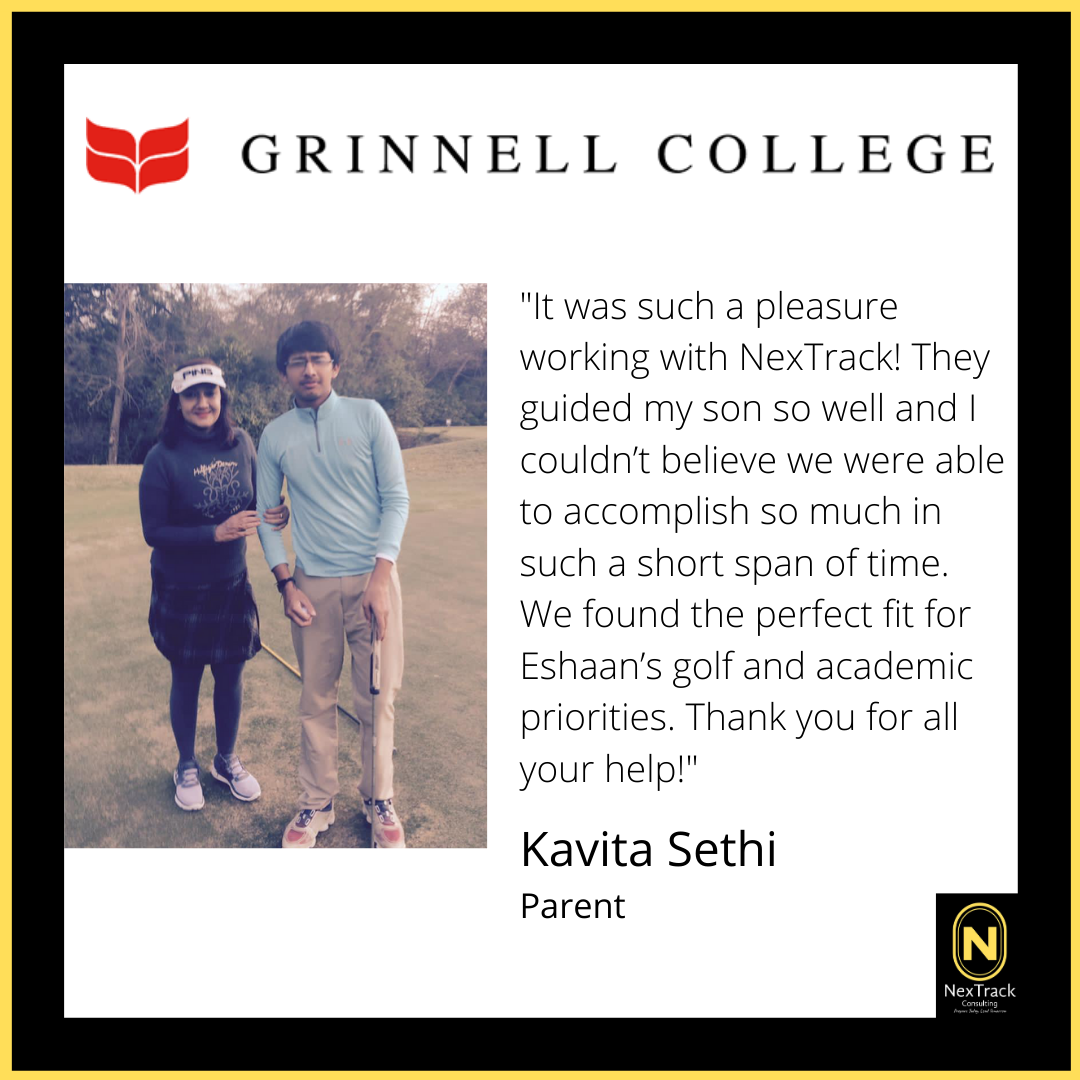 GRINNELL COLLEGE
PING
"It was such a pleasure
working with NexTrack! They
guided my son so well and I
couldn’t believe we were able
to accomplish so much in
such a short span of time.
We found the perfect fit for
Eshaan’s golf and academic
priorities. Thank you for all
your help!"
Kavita Sethi
Parent
N
NexTrack
Consulting